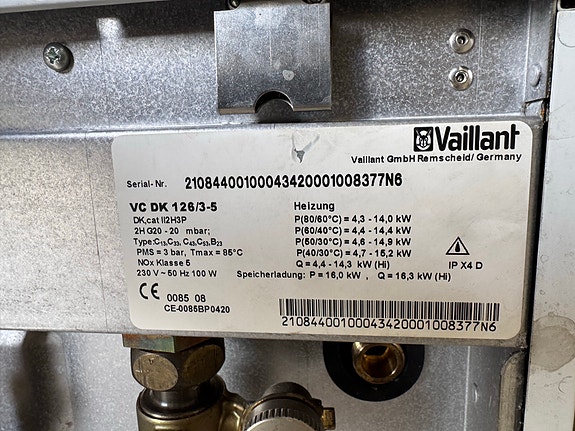 Vaillant
Vaillant GmbH Remscheid/ Germany
Serial- Nr. 21084400100043420001008377N6
VC DK 126/3-5 Heizung
DK,cat II2H3P P(80/60°C) = 4,3 - 14,0 kW
2H G20 - 20 mbar; P(60/40°C) = 4,4 - 14,4 kW
Type:C13,C33, C43,C53,B23 P(50/30°C) = 4,6 - 14,9 kW
PMS = 3 bar, Tmax = 85°C P(40/30°C) = 4,7 - 15,2 kW
NOx Klasse 5 Q = 4,4 - 14,3 kW (Hi) IP X4 D
230 V ~ 50 Hz 100 W Speicherladung: P = 16,0 kW , Q = 16,3 kW (Hi)
CE 0085 08
CE-0085BP0420
21084400100043420001008377N6